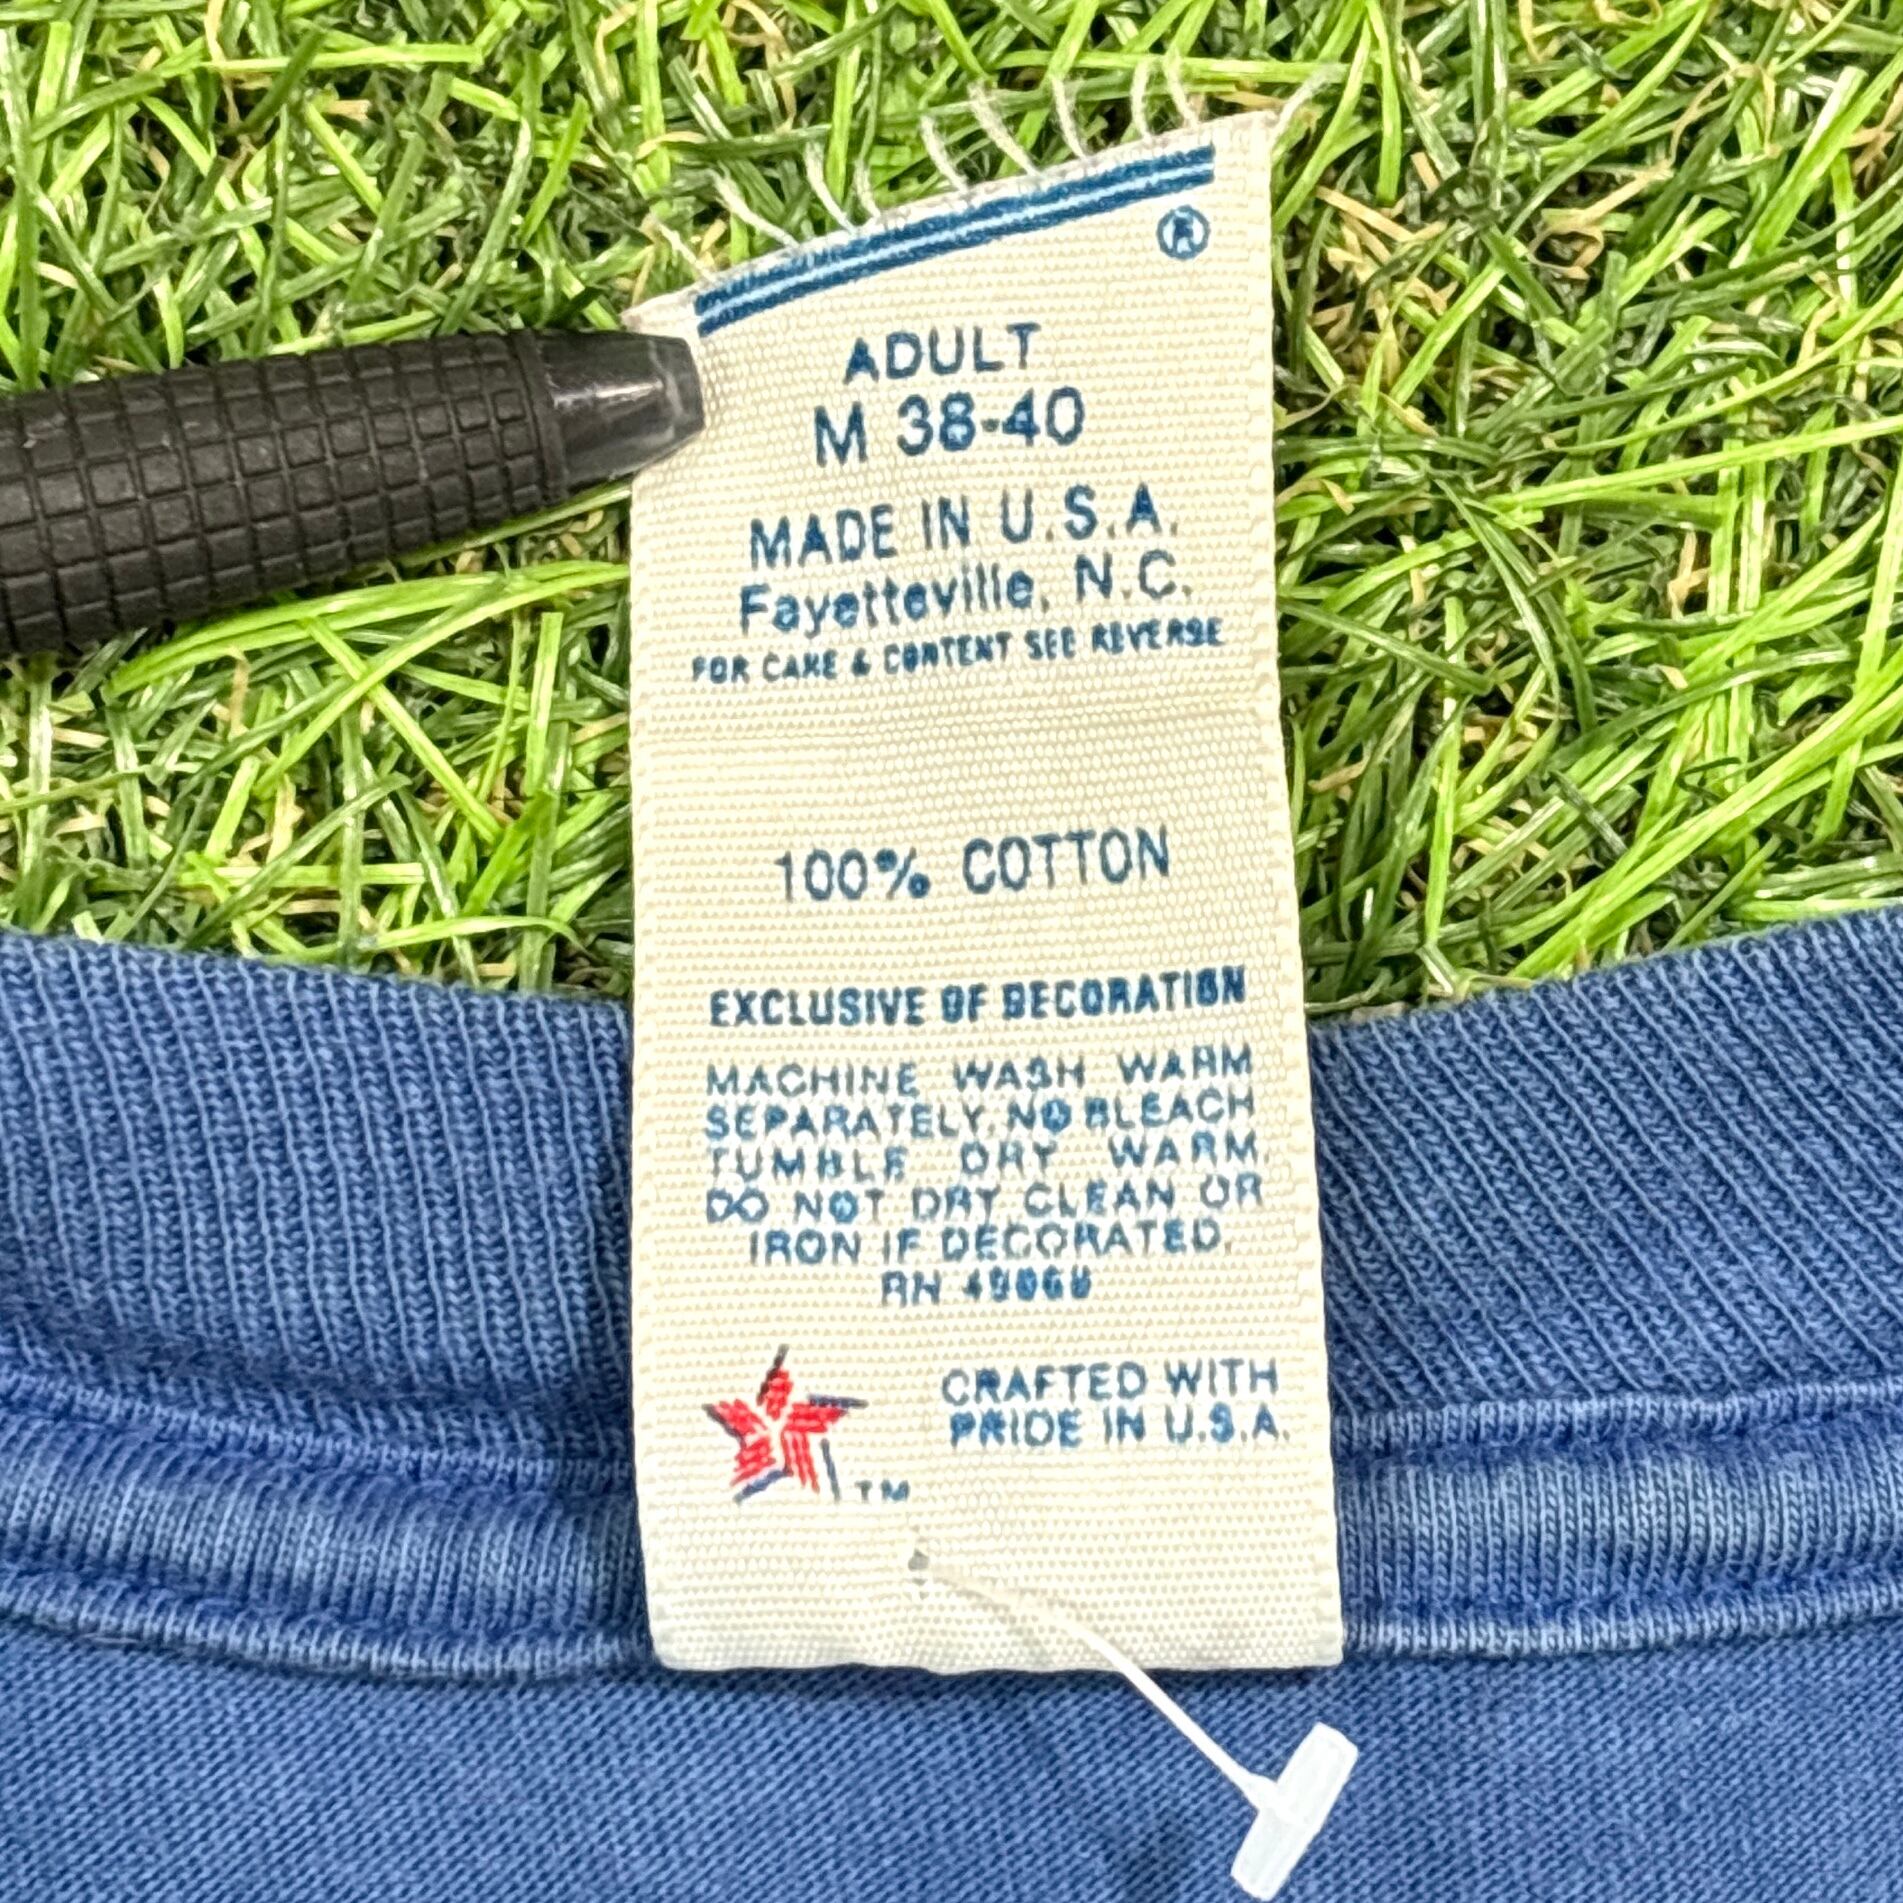 ®
ADULT
M 38-40
MADE IN U.S.A.
Fayetteville, N.C.
FOR CARE & CONTENT SEE REVERSE
100% COTTON
EXCLUSIVE OF DECORATION
MACHINE WASH WARM
SEPARATELY, NO BLEACH
TUMBLE DRY WARM.
DO NOT DRY CLEAN OR
IRON IF DECORATED.
RN
CRAFTED WITH
PRIDE IN U.S.A.
TM